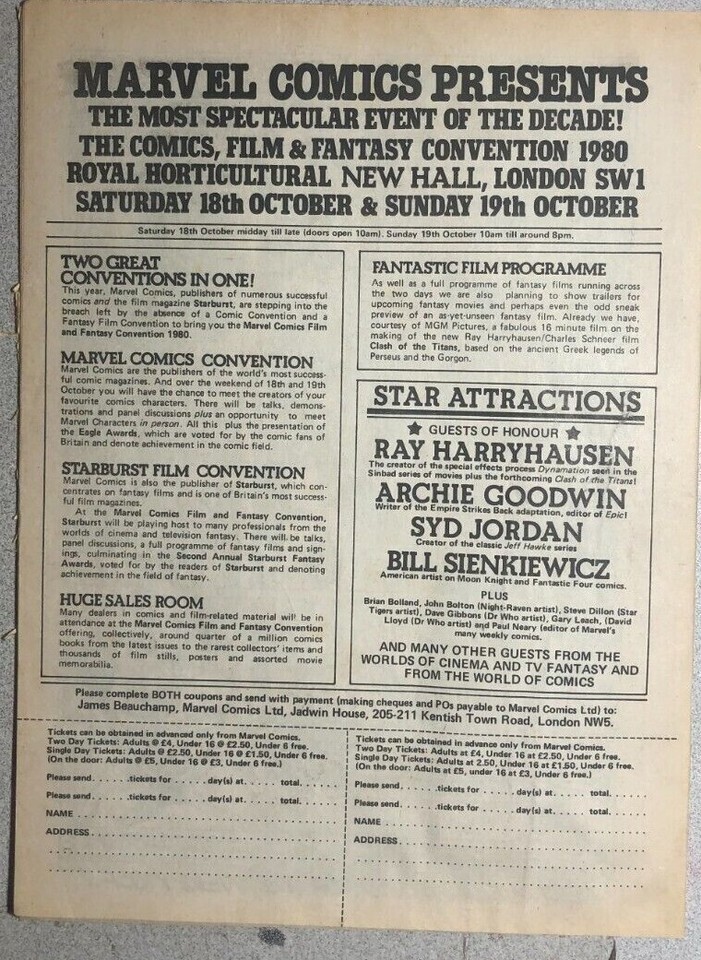 MARVEL COMICS PRESENTS
THE MOST SPECTACULAR EVENT OF THE DECADE!
THE COMICS, FILM & FANTASY CONVENTION 1980
ROYAL HORTICULTURAL NEW HALL, LONDON SW1
SATURDAY 18th OCTOBER & SUNDAY 19th OCTOBER
Saturday 18th October midday till late (doors open 10am). Sunday 19th October 10am till around 8pm.
TWO GREAT
CONVENTIONS IN ONE!
This year, Marvel Comics, publishers of numerous successful
comics and the film magazine Starburst, are stepping into the
breach left by the absence of a Comic Convention and a
Fantasy Film Convention to bring you the Marvel Comics Film
and Fantasy Convention 1980.
MARVEL COMICS CONVENTION
Marvel Comics are the publishers of the world's most success-
ful comic magazines. And over the weekend of 18th and 19th
October you will have the chance to meet the creators of your
favourite comics characters. There will be talks, demons-
trations and panel discussions plus an opportunity to meet
Marvel Characters in person. All this plus the presentation of
the Eagle Awards, which are voted for by the comic fans of
Britain and denote achievement in the comic field.
STARBURST FILM CONVENTION
Marvel Comics is also the publisher of Starburst, which con-
centrates on fantasy films and is one of Britain's most success-
ful film magazines.
At the Marvel Comics Film and Fantasy Convention,
Starburst will be playing host to many professionals from the
worlds of cinema and television fantasy. There will be talks,
panel discussions, a full programme of fantasy films and sign-
ings, culminating in the Second Annual Starburst Fantasy
Awards, voted for by the readers of Starburst and denoting
achievement in the field of fantasy.
HUGE SALES ROOM
Many dealers in comics and film-related material will be in
attendance at the Marvel Comics Film and Fantasy Convention
offering, collectively, around quarter of a million comics
books from the latest issues to the rarest collectors' items and
thousands of film stills, posters and assorted movie
memorabilia.
FANTASTIC FILM PROGRAMME
As well as a full programme of fantasy films running across
the two days we are also planning to show trailers for
upcoming fantasy movies and perhaps even the odd sneak
preview of an as-yet-unseen fantasy film. Already we have,
courtesy of MGM Pictures, a fabulous 16 minute film on the
making of the new Ray Harryhausen/Charles Schneer film
Clash of the Titans, based on the ancient Greek legends of
Perseus and the Gorgon.
STAR ATTRACTIONS
★ GUESTS OF HONOUR ★
RAY HARRYHAUSEN
The creator of the special effects process Dynamation seen in the
Sinbad series of movies plus the forthcoming Clash of the Titans!
ARCHIE GOODWIN
Writer of the Empire Strikes Back adaptation, editor of Epic!
SYD JORDAN
Creator of the classic Jeff Hawke series
BILL SIENKIEWICZ
American artist on Moon Knight and Fantastic Four comics.
PLUS
Brian Bolland, John Bolton (Night-Raven artist), Steve Dillon (Star
Tigers artist), Dave Gibbons (Dr Who artist), Gary Leach, (David
Lloyd (Dr Who artist) and Paul Neary (editor of Marvel's
many weekly comics.
AND MANY OTHER GUESTS FROM THE
WORLDS OF CINEMA AND TV FANTASY AND
FROM THE WORLD OF COMICS
Please complete BOTH coupons and send with payment (making cheques and POs payable to Marvel Comics Ltd) to:
James Beauchamp, Marvel Comics Ltd, Jadwin House, 205-211 Kentish Town Road, London NW5.
Tickets can be obtained in advanced only from Marvel Comics.
Two Day Tickets: Adults @ £4, Under 16 @ £2.50, Under 6 free.
Single Day Tickets: Adults @ £2.50, Under 16 @ £1.50, Under 6 free.
(On the door: Adults @ £5, Under 16 @ £3, Under 6 free.)
Please send . . . . . .tickets for . . . . . .day(s) at. . . . . total. . . . . .
Please send . . . . . .tickets for . . . . . .day(s) at. . . . . total. . . . . .
NAME
ADDRESS
Tickets can be obtained in advance only from Marvel Comics.
Two Day Tickets: Adults at £4, Under 16 at £2.50, Under 6 free.
Single Day Tickets: Adults at 2.50, Under 16 at £1.50, Under 6 free.
(On the door: Adults at £5, under 16 at £3, Under 6 free.)
Please send . . . . . .tickets for . . . . . .day(s) at . . . . . total. . . . . .
Please send . . . . . .tickets for . . . . . .day(s) at . . . . . total. . . . . .
NAME
ADDRESS